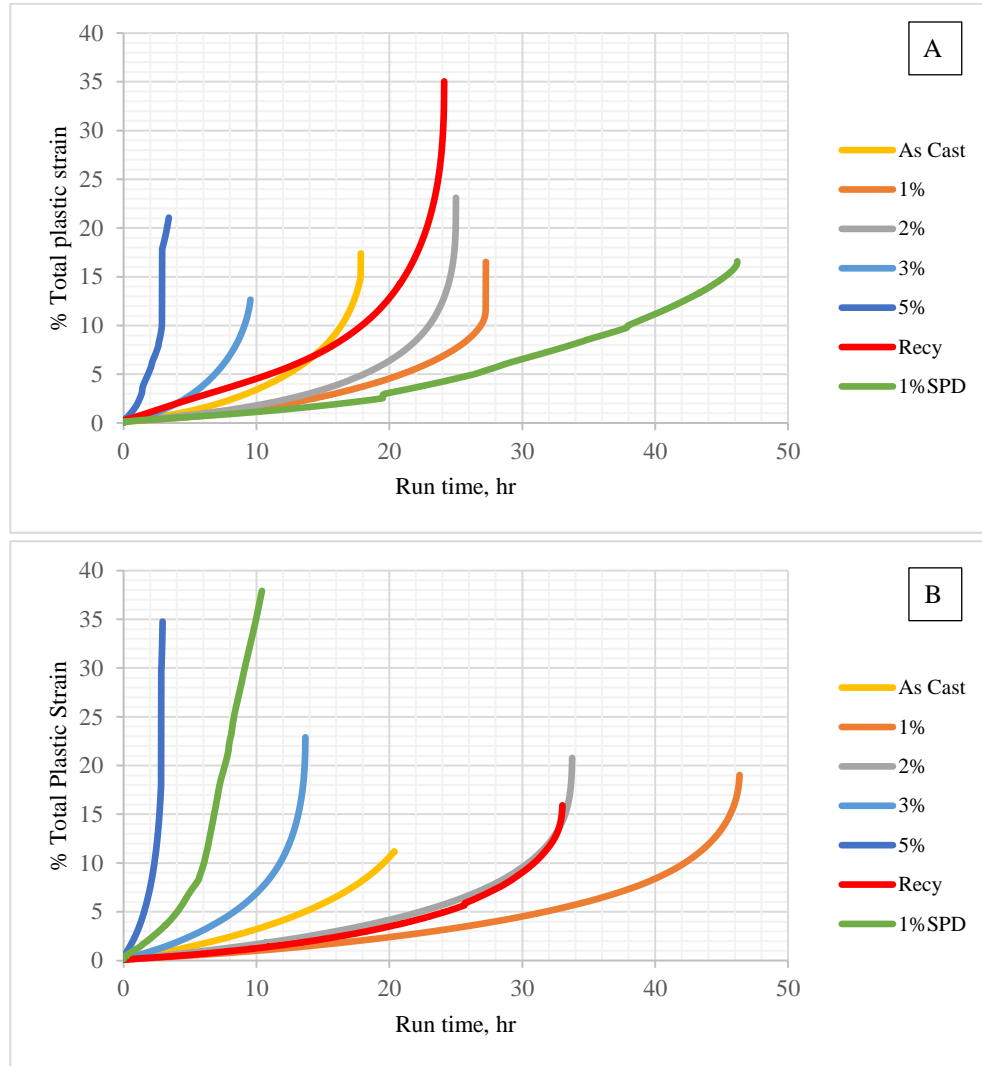 A
40
35
30
25
20
15
10
5
0
% Total plastic strain
0 10 20 30 40 50
Run time, hr
As Cast
1%
2%
3%
5%
Recy
1%SPD
B
40
35
30
25
20
15
10
5
0
% Total Plastic Strain
0 10 20 30 40 50
Run time, hr
As Cast
1%
2%
3%
5%
Recy
1%SPD